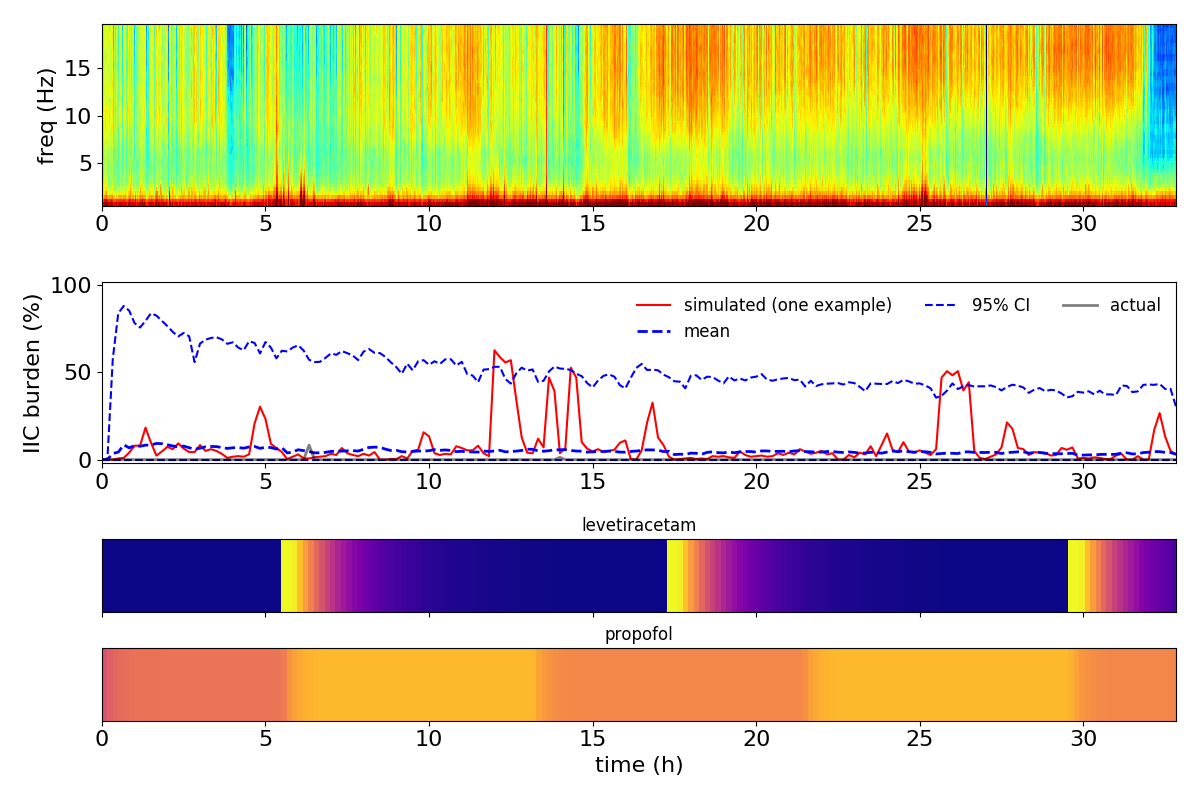 freq (Hz)
15
10
5
0 5 10 15 20 25 30
IIC burden (%)
100
50
0
simulated (one example)
mean
95% CI
actual
0 5 10 15 20 25 30
levetiracetam
propofol
0 5 10 15 20 25 30
time (h)